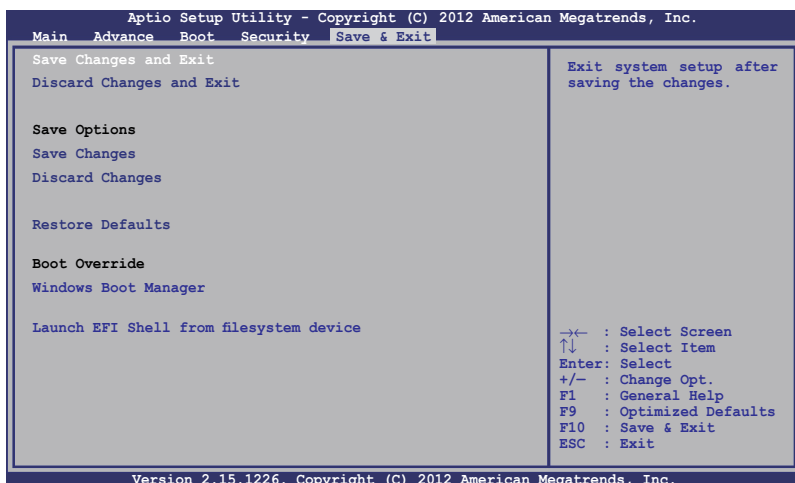 Aptio Setup Utility - Copyright (C) 2012 American Megatrends, Inc.
Main Advance Boot Security Save & Exit
Save Changes and Exit
Discard Changes and Exit
Save Options
Save Changes
Discard Changes
Restore Defaults
Boot Override
Windows Boot Manager
Launch EFI Shell from filesystem device
Exit system setup after
saving the changes.
→← : Select Screen
↑↓ : Select Item
Enter: Select
+/— : Change Opt.
F1 : General Help
F9 : Optimized Defaults
F10 : Save & Exit
ESC : Exit
Version 2.15.1226. Copyright (C) 2012 American Megatrends, Inc.